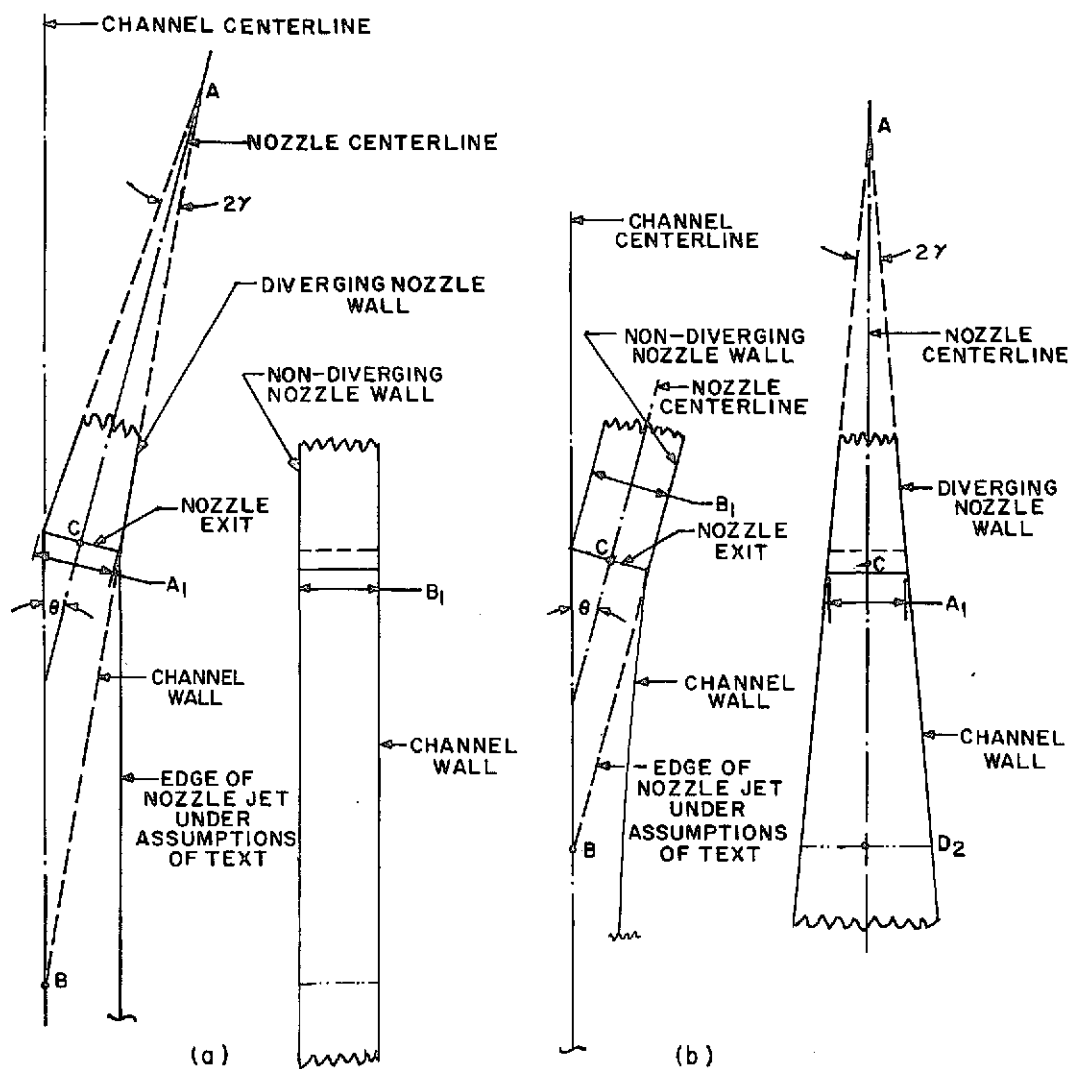 CHANNEL CENTERLINE
A
NOZZLE CENTERLINE
2γ
DIVERGING NOZZLE
WALL
NON-DIVERGING
NOZZLE WALL
NOZZLE
EXIT
C
A1
B1
θ
CHANNEL
WALL
CHANNEL
WALL
EDGE OF
NOZZLE JET
UNDER
ASSUMPTIONS
OF TEXT
B
(a)
CHANNEL
CENTERLINE
NON-DIVERGING
NOZZLE WALL
NOZZLE
CENTERLINE
B1
NOZZLE
EXIT
C
θ
CHANNEL
WALL
EDGE OF
NOZZLE JET
UNDER
ASSUMPTIONS
OF TEXT
B
A
2γ
NOZZLE
CENTERLINE
DIVERGING
NOZZLE
WALL
C
A1
CHANNEL
WALL
D2
(b)